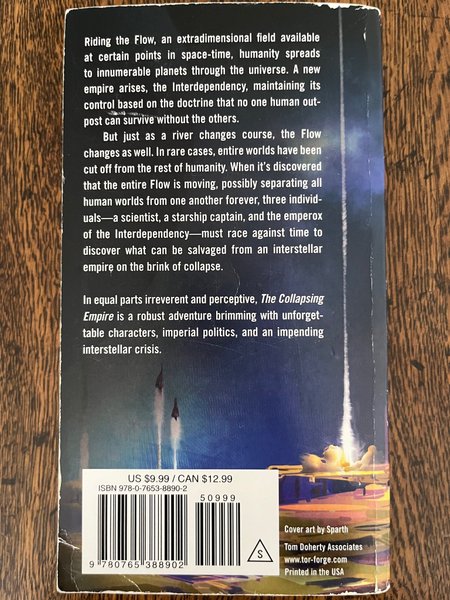 Riding the Flow, an extradimensional field available
at certain points in space-time, humanity spreads
to innumerable planets through the universe. A new
empire arises, the Interdependency, maintaining its
control based on the doctrine that no one human out-
post can survive without the others.
But just as a river changes course, the Flow
changes as well. In rare cases, entire worlds have been
cut off from the rest of humanity. When it's discovered
that the entire Flow is moving, possibly separating all
human worlds from one another forever, three individ-
uals—a scientist, a starship captain, and the emperox
of the Interdependency—must race against time to
discover what can be salvaged from an interstellar
empire on the brink of collapse.
In equal parts irreverent and perceptive, The Collapsing
Empire is a robust adventure brimming with unforget-
table characters, imperial politics, and an impending
interstellar crisis.
US $9.99 / CAN $12.99
ISBN 978-0-7653-8890-2
50999
9 780765 388902
S
Cover art by Sparth
Tom Doherty Associates
www.tor-forge.com
Printed in the USA